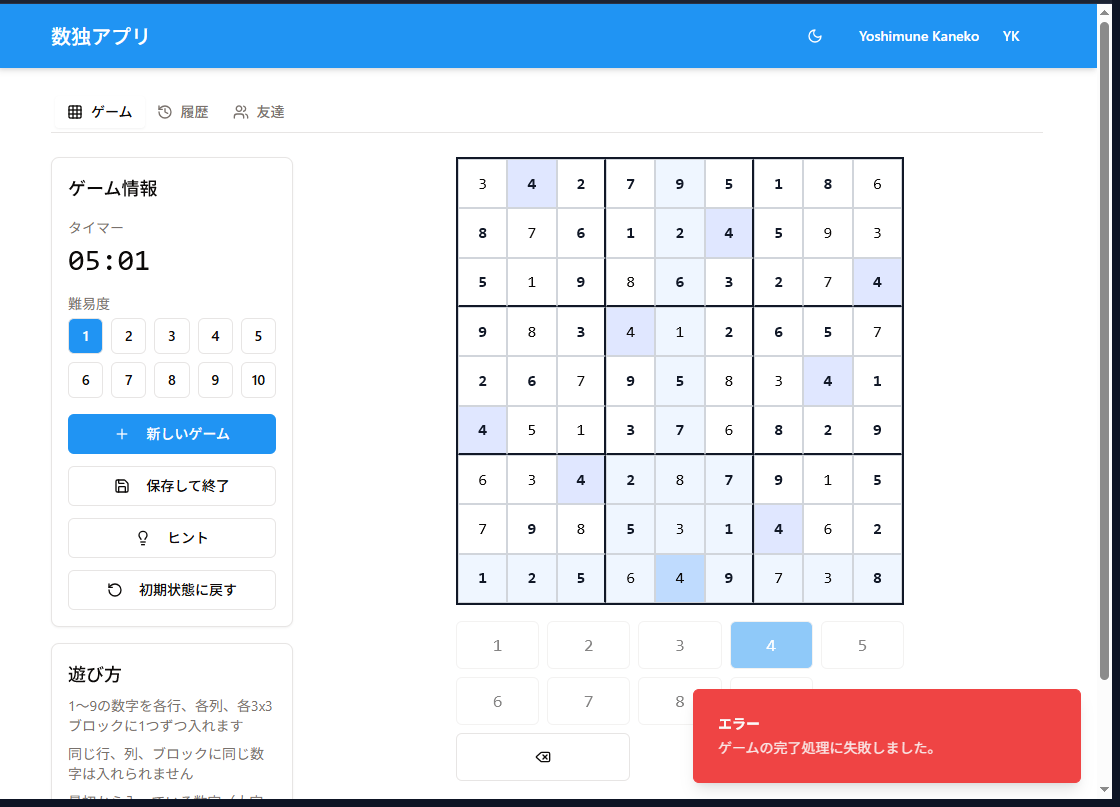 数独アプリ
Yoshimune Kaneko YK
ゲーム 履歴 友達
ゲーム情報
タイマー
05:01
難易度
1 2 3 4 5
6 7 8 9 10
新しいゲーム
保存して終了
ヒント
初期状態に戻す
遊び方
1〜9の数字を各行、各列、各3x3
ブロックに1つずつ入れます
同じ行、列、ブロックに同じ数
字は入れられません
3 4 2 7 9 5 1 8 6
8 7 6 1 2 4 5 9 3
5 1 9 8 6 3 2 7 4
9 8 3 4 1 2 6 5 7
2 6 7 9 5 8 3 4 1
4 5 1 3 7 6 8 2 9
6 3 4 2 8 7 9 1 5
7 9 8 5 3 1 4 6 2
1 2 5 6 4 9 7 3 8
1 2 3 4 5
6 7 8
エラー
ゲームの完了処理に失敗しました。